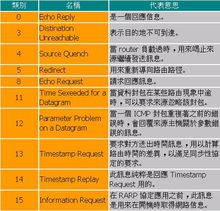 類別 名稱 代表意思
0 Echo Reply 是一個回應信息。
3 Distination Unreachable 表示目的地不可到達。
4 Source Quench 當 router 負載過時,用來竭止來源繼續發送訊息。
5 Redirect 用來重新導向路由路徑。
8 Echo Request 請求回應訊息。
11 Time Sexeeded for a Datagram 當資料封包在某些路由現象中逾時,可以要求來源忽略該封包。
12 Parameter Problem on a Datagram 當一個 ICMP 封包重複之前的錯誤時,會回覆來源主機關於參數錯誤的訊息。
13 Timestamp Request 要求對方送出時間訊息,用以計算路由時間的差異,以滿足同步性協定的要求。
14 Timestamp Replay 此訊息純粹是回應 Timestamp Request 用的。
15 Information Request 在 RARP 協定應用之前,此訊息是用來在開機時取得網路信息。